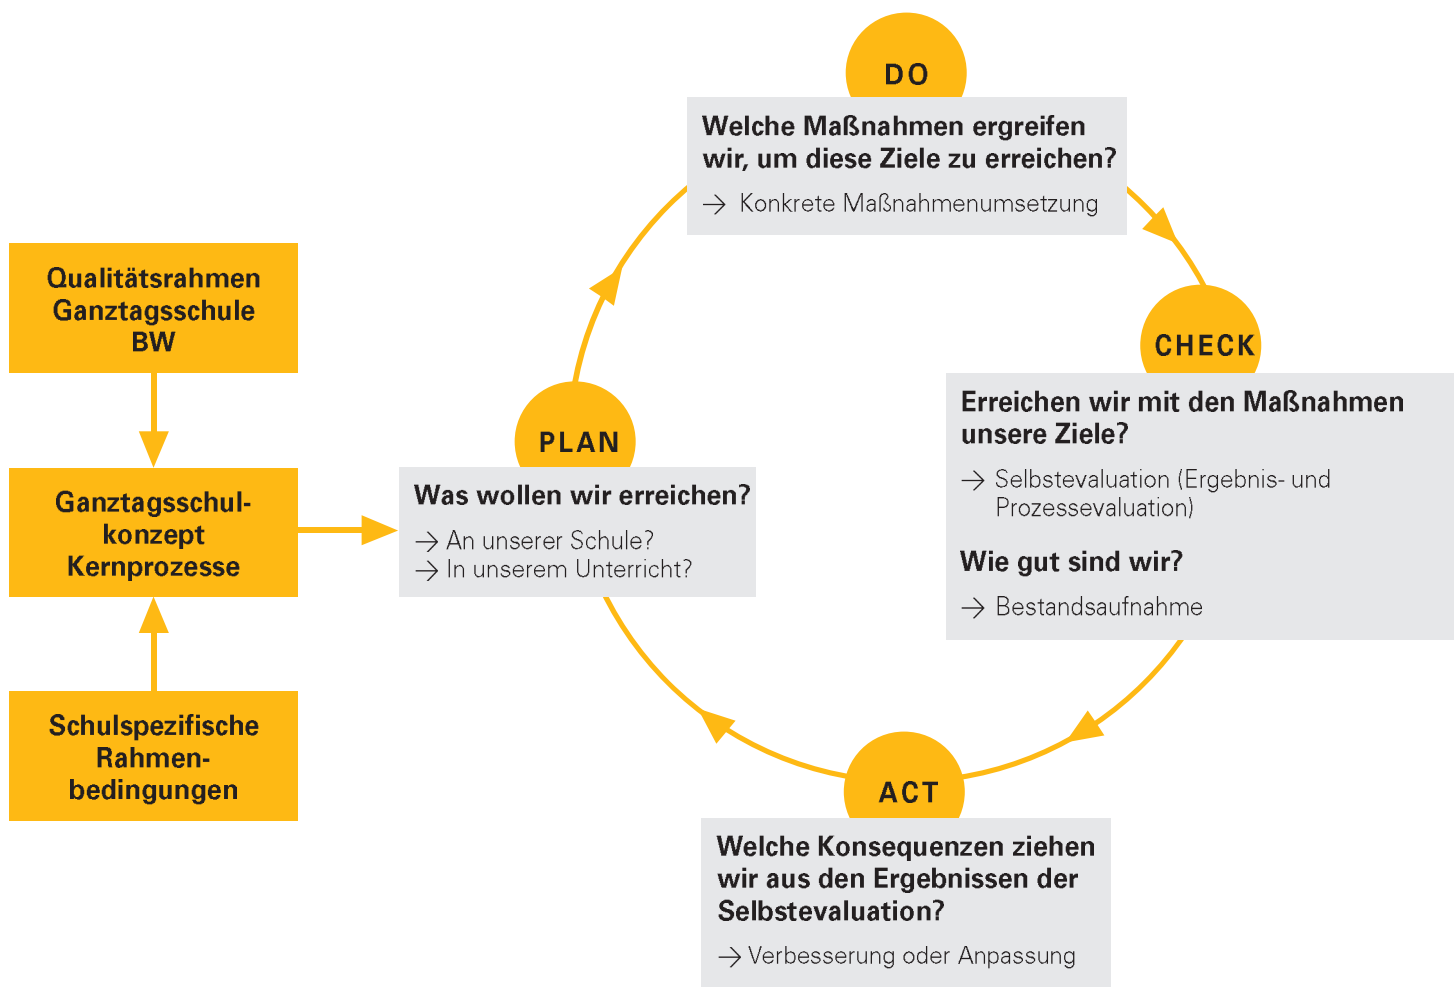 Qualitätsrahmen
Ganztagsschule
BW
Ganztagsschul-
konzept
Kernprozesse
Schulspezifische
Rahmen-
bedingungen
PLAN
Was wollen wir erreichen?
→ An unserer Schule?
→ In unserem Unterricht?
DO
Welche Maßnahmen ergreifen
wir, um diese Ziele zu erreichen?
→ Konkrete Maßnahmenumsetzung
CHECK
Erreichen wir mit den Maßnahmen
unsere Ziele?
→ Selbstevaluation (Ergebnis- und
Prozessevaluation)
Wie gut sind wir?
→ Bestandsaufnahme
ACT
Welche Konsequenzen ziehen
wir aus den Ergebnissen der
Selbstevaluation?
→ Verbesserung oder Anpassung